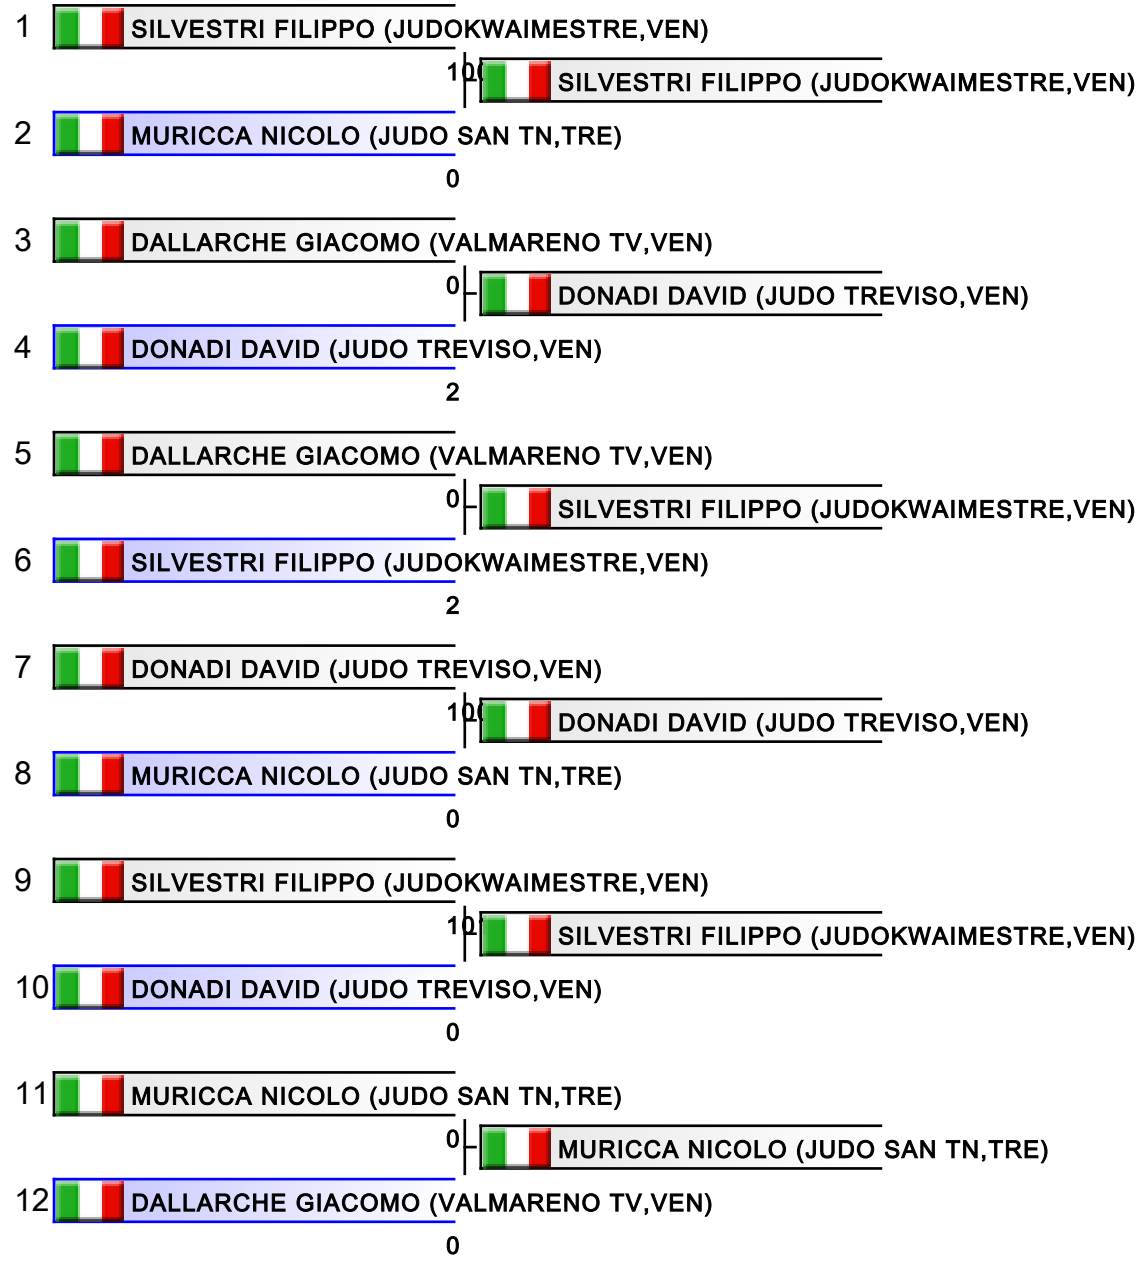 1 SILVESTRI FILIPPO (JUDOKWAIMESTRE,VEN)
SILVESTRI FILIPPO (JUDOKWAIMESTRE,VEN)
2 MURICCA NICOLO (JUDO SAN TN,TRE)
0
3 DALLARCHE GIACOMO (VALMARENO TV,VEN)
0 DONADI DAVID (JUDO TREVISO,VEN)
4 DONADI DAVID (JUDO TREVISO,VEN)
2
5 DALLARCHE GIACOMO (VALMARENO TV,VEN)
0 SILVESTRI FILIPPO (JUDOKWAIMESTRE,VEN)
6 SILVESTRI FILIPPO (JUDOKWAIMESTRE,VEN)
2
7 DONADI DAVID (JUDO TREVISO,VEN)
DONADI DAVID (JUDO TREVISO,VEN)
8 MURICCA NICOLO (JUDO SAN TN,TRE)
0
9 SILVESTRI FILIPPO (JUDOKWAIMESTRE,VEN)
SILVESTRI FILIPPO (JUDOKWAIMESTRE,VEN)
10 DONADI DAVID (JUDO TREVISO,VEN)
0
11 MURICCA NICOLO (JUDO SAN TN,TRE)
0 MURICCA NICOLO (JUDO SAN TN,TRE)
12 DALLARCHE GIACOMO (VALMARENO TV,VEN)
0